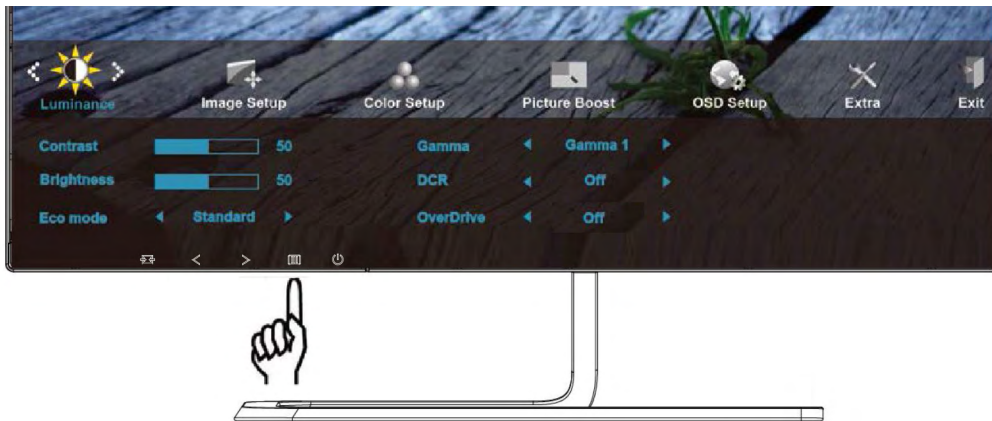 Luminance Image Setup Color Setup Picture Boost OSD Setup Extra Exit
Contrast 50 Gamma Gamma 1
Brightness 50 DCR Off
Eco mode Standard OverDrive Off